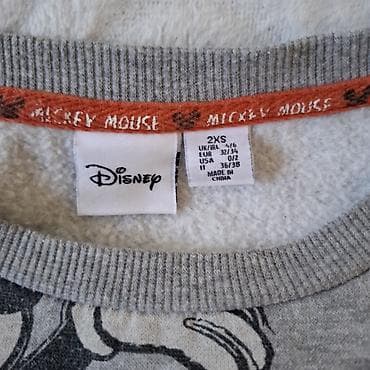 MICKEY MOUSE MICKEY MOUSE
Disney
2XS
UK/IEL 4/6
EUR 32/34
USA 0/2
IT 36/38
MADE IN
CHINA